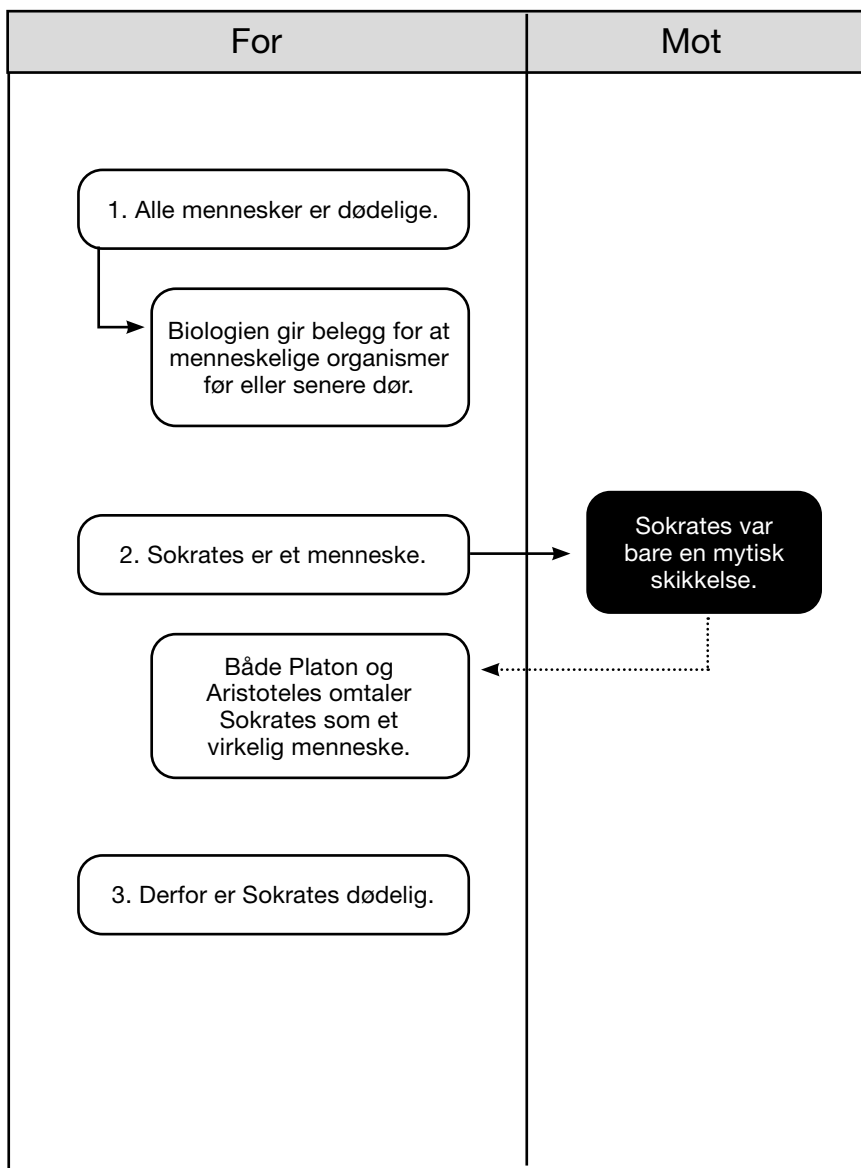 For
Mot
1. Alle mennesker er dødelige.
Biologien gir belegg for at
menneskelige organismer
før eller senere dør.
2. Sokrates er et menneske.
Sokrates var
bare en mytisk
skikkelse.
Både Platon og
Aristoteles omtaler
Sokrates som et
virkelig menneske.
3. Derfor er Sokrates dødelig.